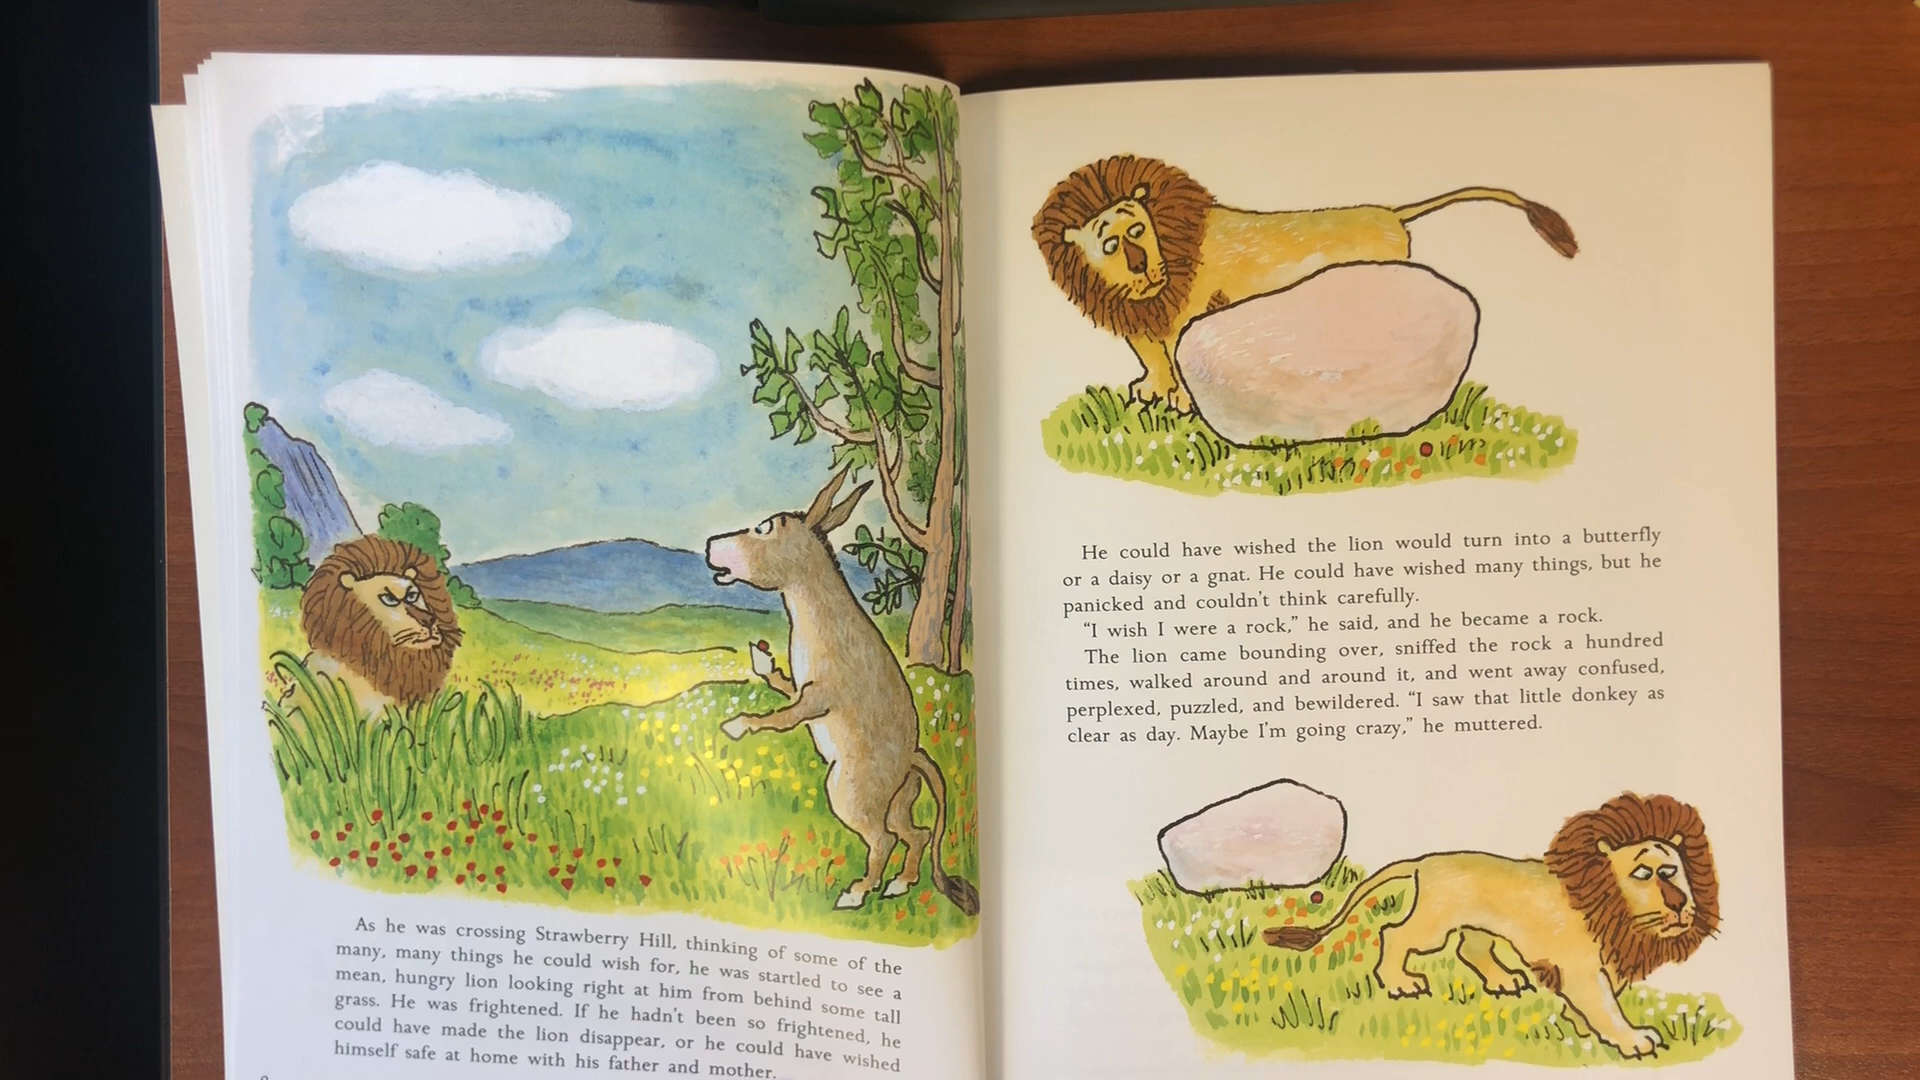 As he was crossing Strawberry Hill, thinking of some of the
many, many things he could wish for, he was startled to see a
mean, hungry lion looking right at him from behind some tall
grass. He was frightened. If he hadn't been so frightened, he
could have made the lion disappear, or he could have wished
himself safe at home with his father and mother.
He could have wished the lion would turn into a butterfly
or a daisy or a gnat. He could have wished many things, but he
panicked and couldn't think carefully.
“I wish I were a rock,” he said, and he became a rock.
The lion came bounding over, sniffed the rock a hundred
times, walked around and around it, and went away confused,
perplexed, puzzled, and bewildered. “I saw that little donkey as
clear as day. Maybe I'm going crazy,” he muttered.